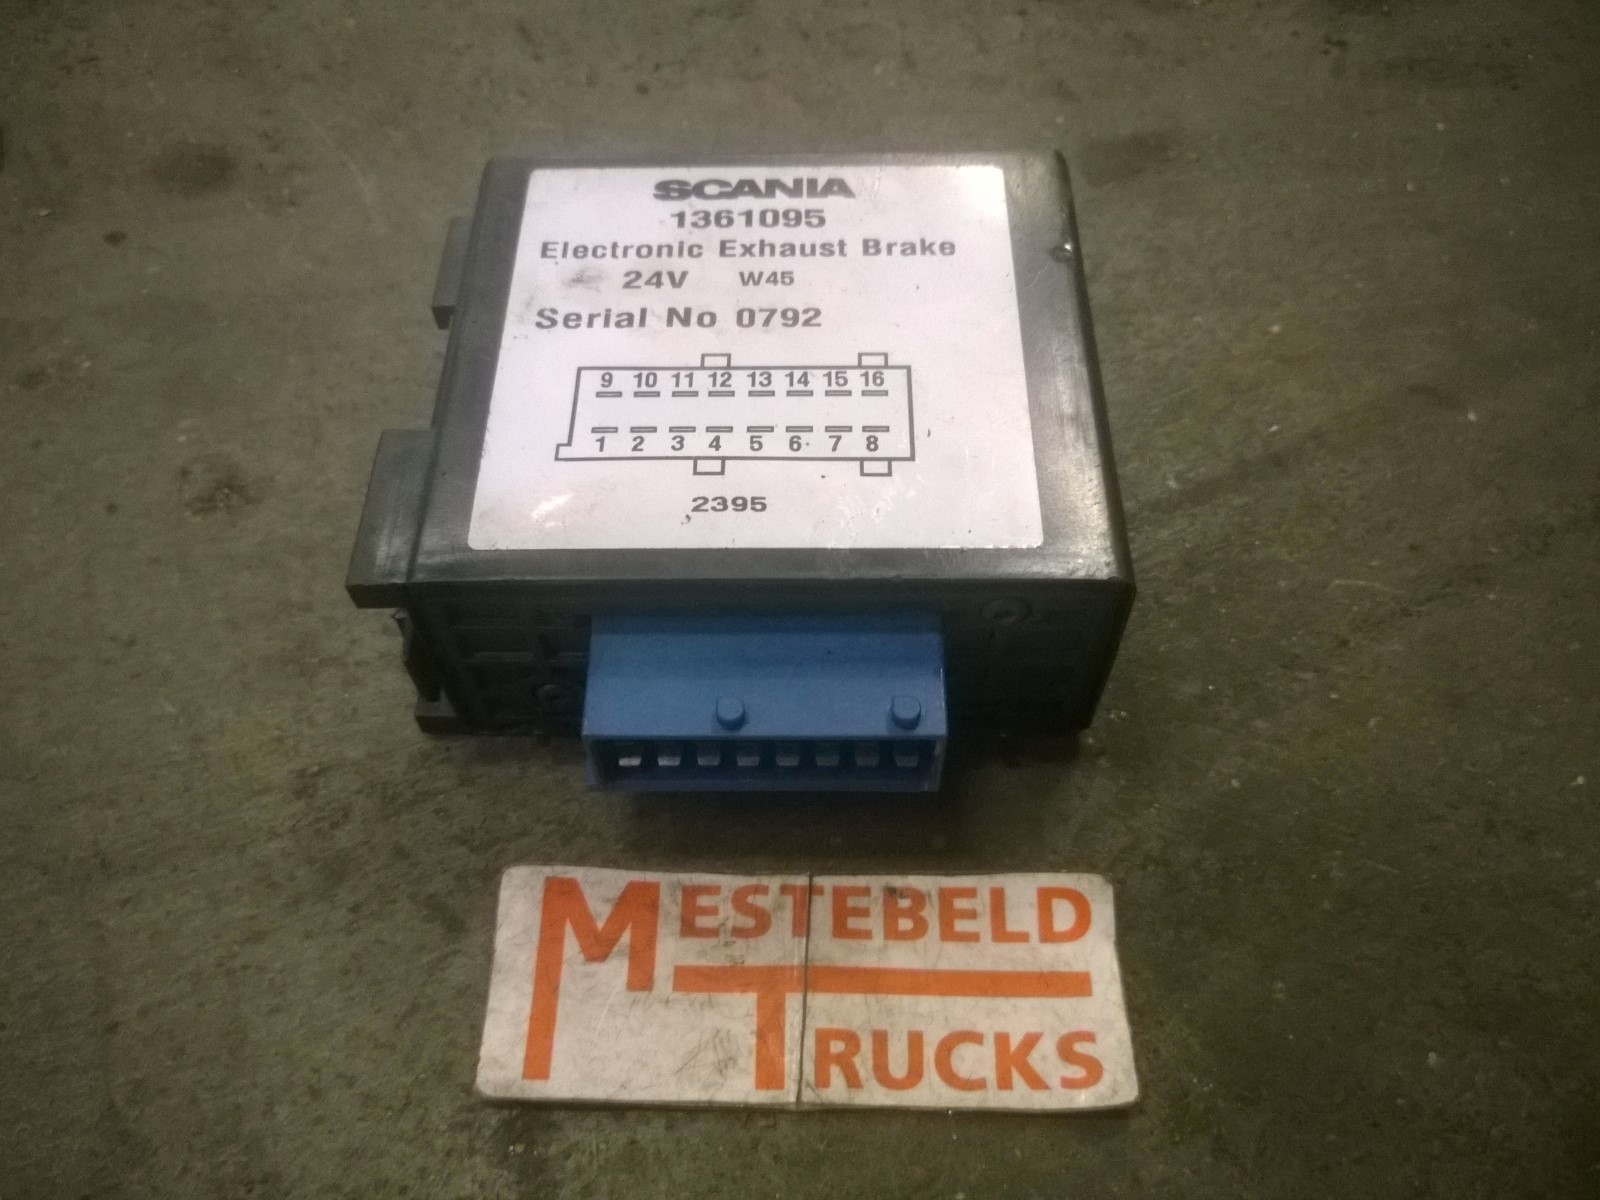 SCANIA
1361095
Electronic Exhaust Brake
24V W45
Serial No 0792
9 10 11 12 13 14 15 16
1 2 3 4 5 6 7 8
2395
MESTEBELD
TRUCKS